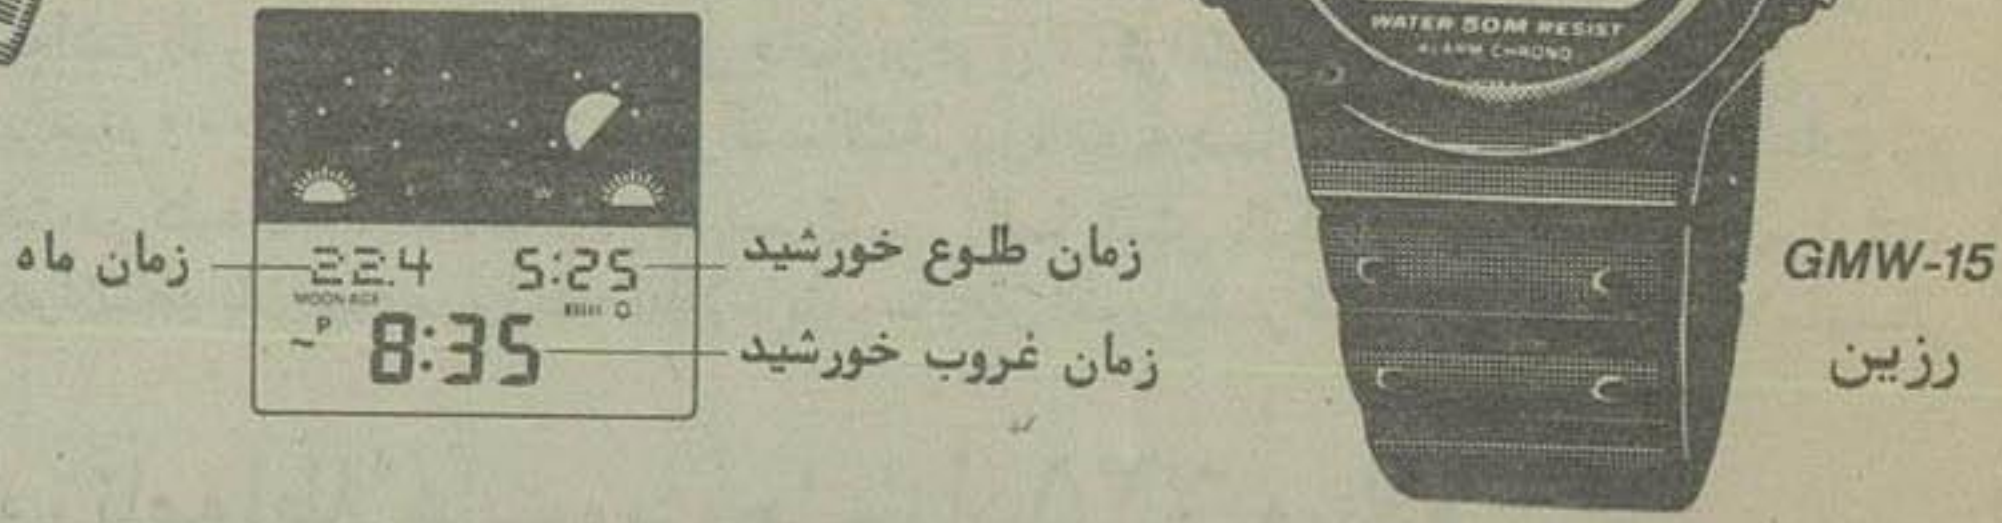 WATER 50M RESIST
ALARM CHRONO
زمان ماه
22.4 5:25
MOON AGE
زمان طلوع خورشید
P 8:35
زمان غروب خورشید
GMW-15
رزین